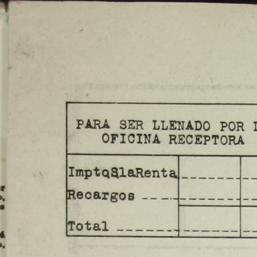 PARA SER LLENADO POR L
OFICINA RECEPTORA
ImptoSlaRenta
Recargos
Total